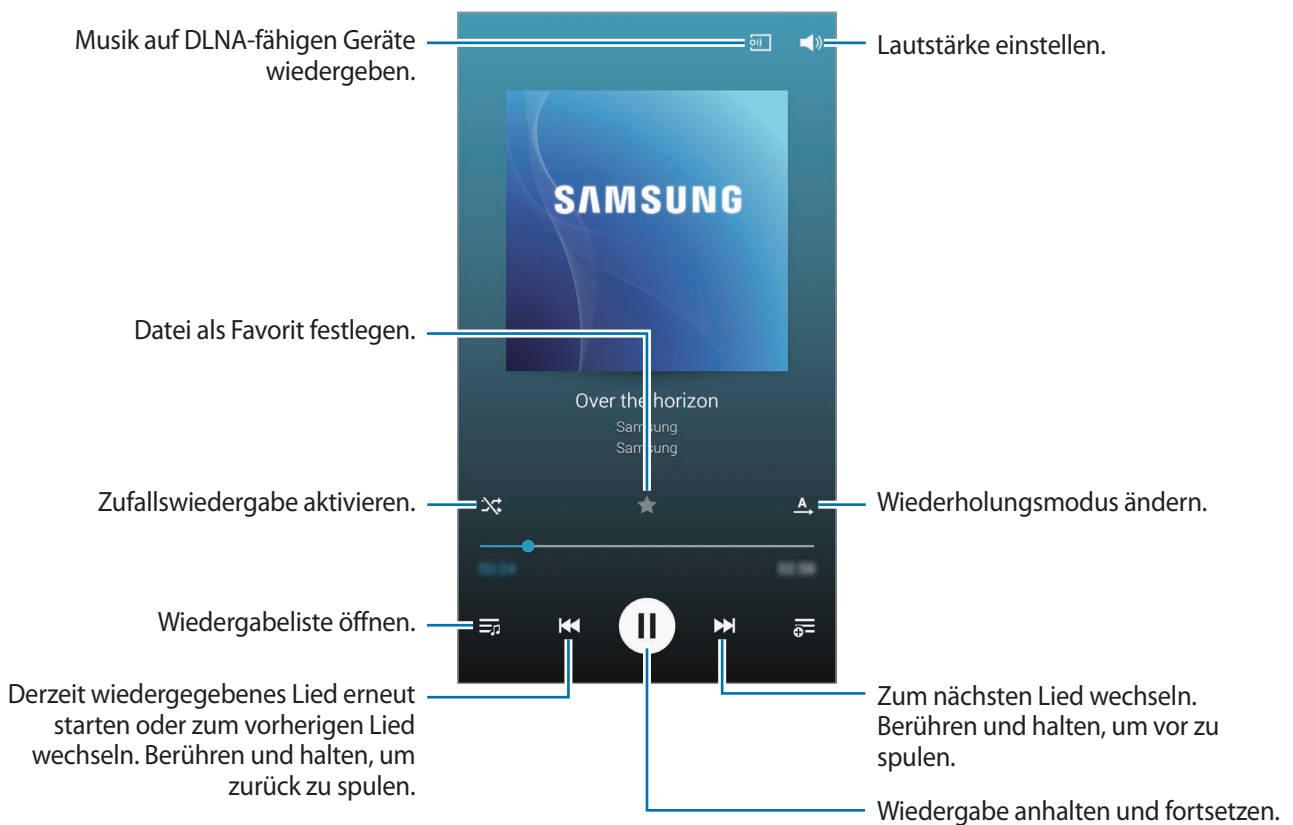 Musik auf DLNA-fähigen Geräte
wiedergeben.
Lautstärke einstellen.
SAMSUNG
Datei als Favorit festlegen.
Over the horizon
Samsung
Samsung
Zufallswiedergabe aktivieren.
A
Wiederholungsmodus ändern.
Wiedergabeliste öffnen.
Derzeit wiedergegebenes Lied erneut
starten oder zum vorherigen Lied
wechseln. Berühren und halten, um
zurück zu spulen.
Zum nächsten Lied wechseln.
Berühren und halten, um vor zu
spulen.
Wiedergabe anhalten und fortsetzen.